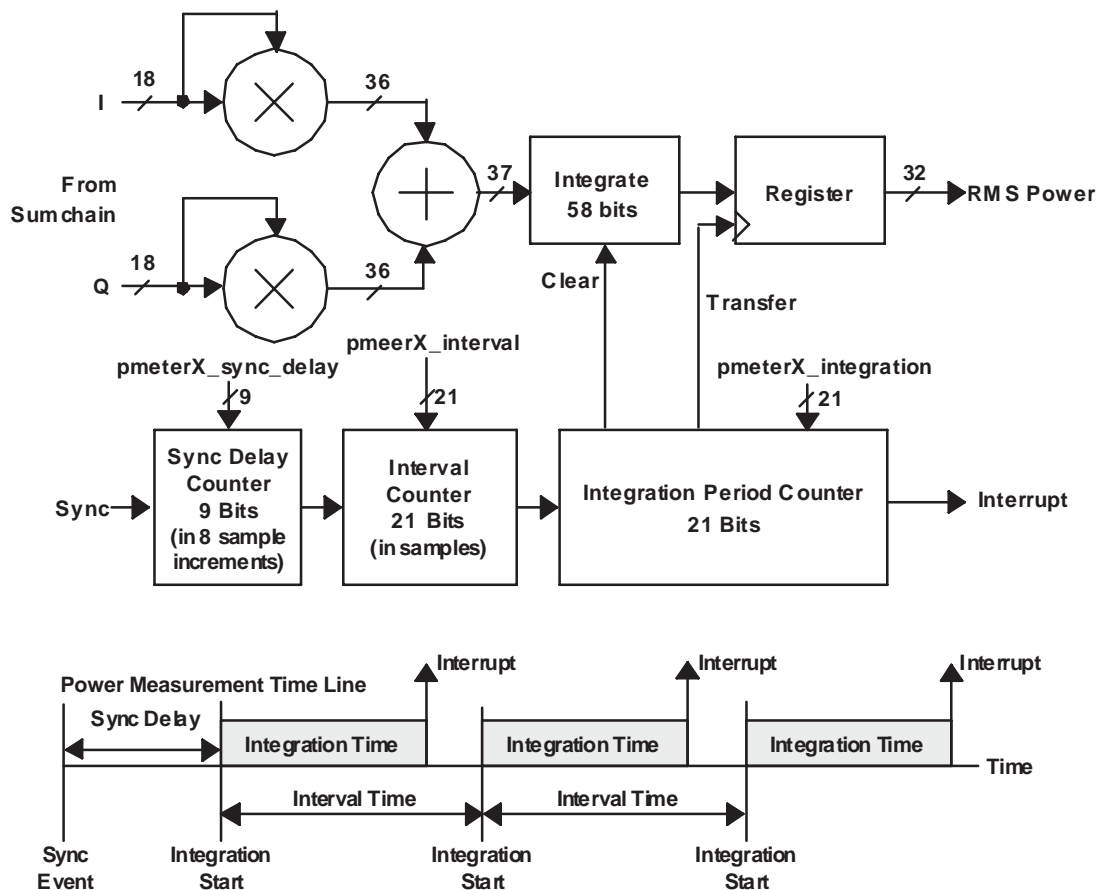 18
I
36
From
Sumchain
18
Q
36
37
Integrate
58 bits
Register
32
RMS Power
Clear
Transfer
pmeterX_sync_delay
9
pmeerX_interval
21
pmeterX_integration
21
Sync
Sync Delay
Counter
9 Bits
(in 8 sample
increments)
Interval
Counter
21 Bits
(in samples)
Integration Period Counter
21 Bits
Interrupt
Power Measurement Time Line
Sync Delay
Integration Time
Interrupt
Integration Time
Interrupt
Integration Time
Interrupt
Time
Interval Time
Interval Time
Sync
Event
Integration
Start
Integration
Start
Integration
Start